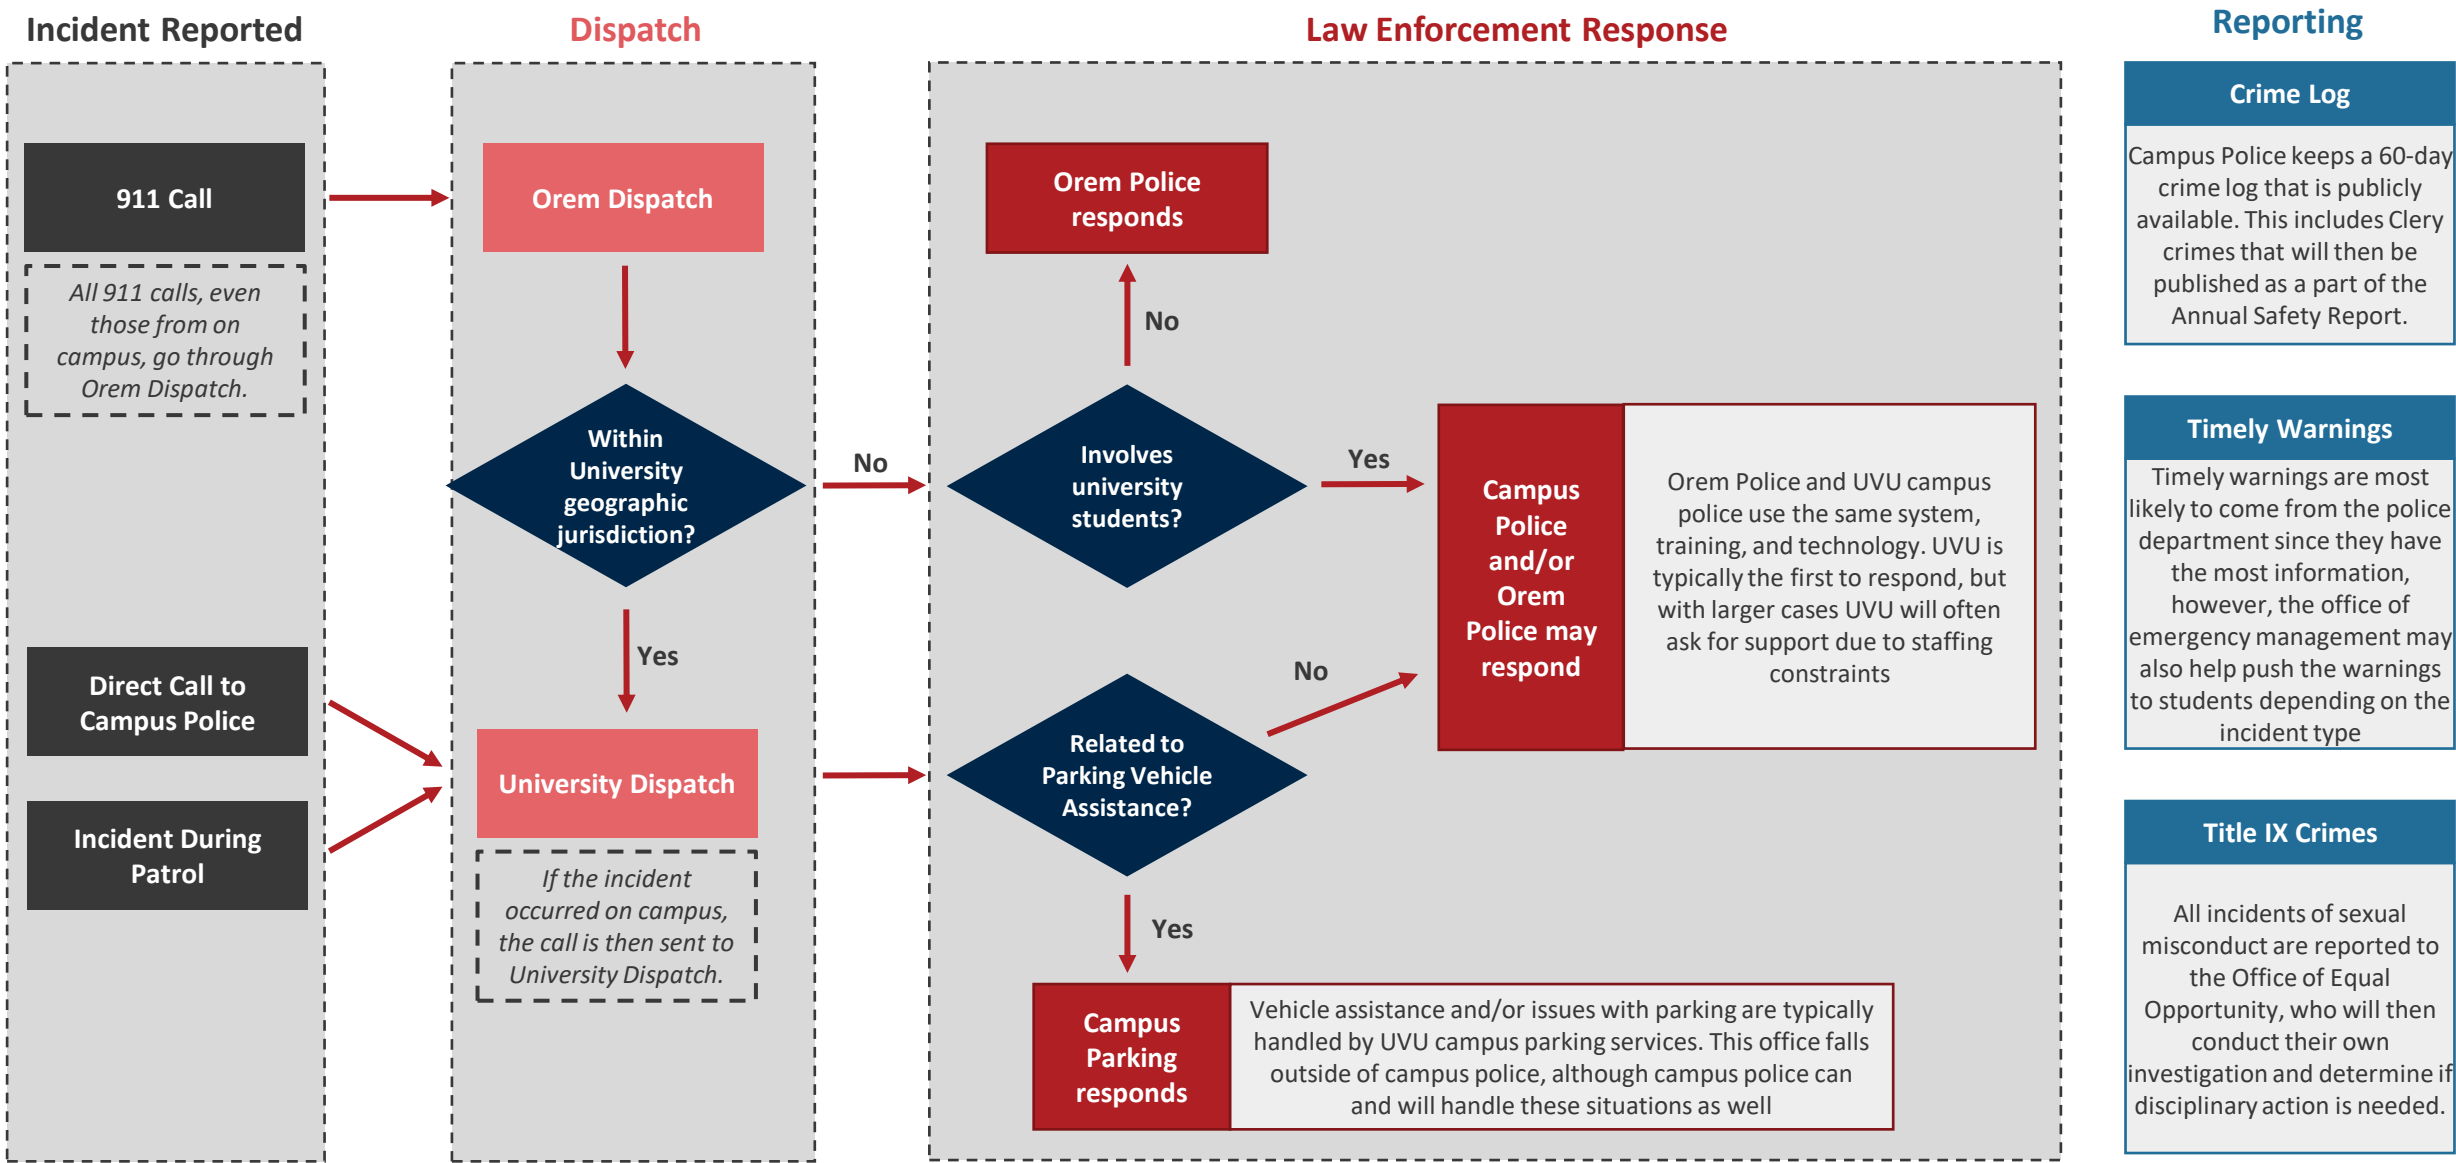 Incident Reported
911 Call
All 911 calls, even
those from on
campus, go through
Orem Dispatch.
Direct Call to
Campus Police
Incident During
Patrol
Dispatch
Orem Dispatch
Within
University
geographic
jurisdiction?
No
Yes
University Dispatch
If the incident
occurred on campus,
the call is then sent to
University Dispatch.
Law Enforcement Response
Orem Police
responds
No
Involves
university
students?
Yes
Campus
Police
and/or
Orem
Police may
respond
Orem Police and UVU campus
police use the same system,
training, and technology. UVU is
typically the first to respond, but
with larger cases UVU will often
ask for support due to staffing
constraints
No
Related to
Parking Vehicle
Assistance?
Yes
Campus
Parking
responds
Vehicle assistance and/or issues with parking are typically
handled by UVU campus parking services. This office falls
outside of campus police, although campus police can
and will handle these situations as well
Reporting
Crime Log
Campus Police keeps a 60-day
crime log that is publicly
available. This includes Clery
crimes that will then be
published as a part of the
Annual Safety Report.
Timely Warnings
Timely warnings are most
likely to come from the police
department since they have
the most information,
however, the office of
emergency management may
also help push the warnings
to students depending on the
incident type
Title IX Crimes
All incidents of sexual
misconduct are reported to
the Office of Equal
Opportunity, who will then
conduct their own
investigation and determine if
disciplinary action is needed.